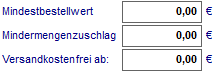 Mindestbestellwert 0,00 €
Mindermengenzuschlag 0,00 €
Versandkostenfrei ab: 0,00 €